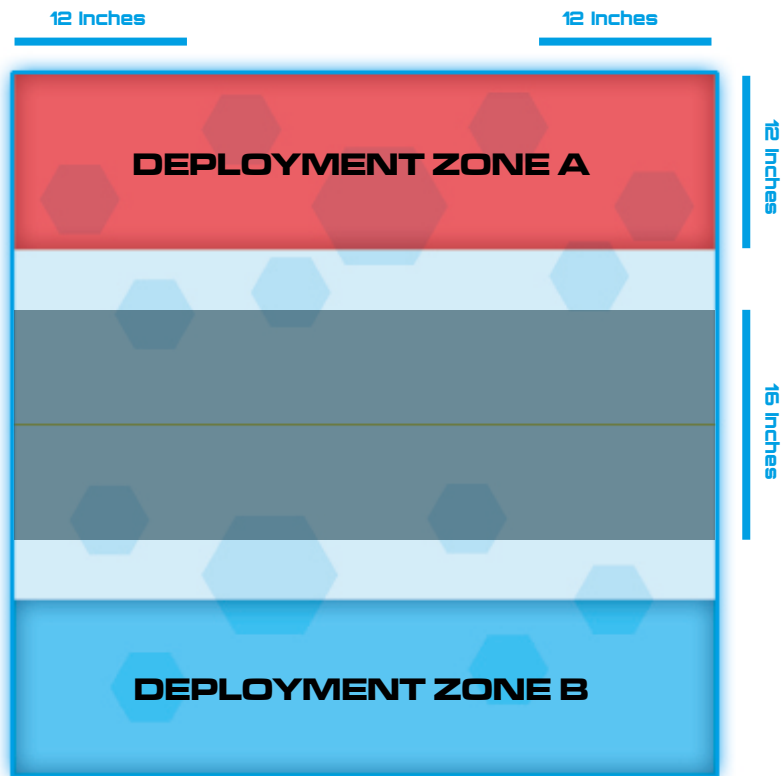 12 Inches
12 Inches
12 Inches
DEPLOYMENT ZONE A
16 Inches
DEPLOYMENT ZONE B